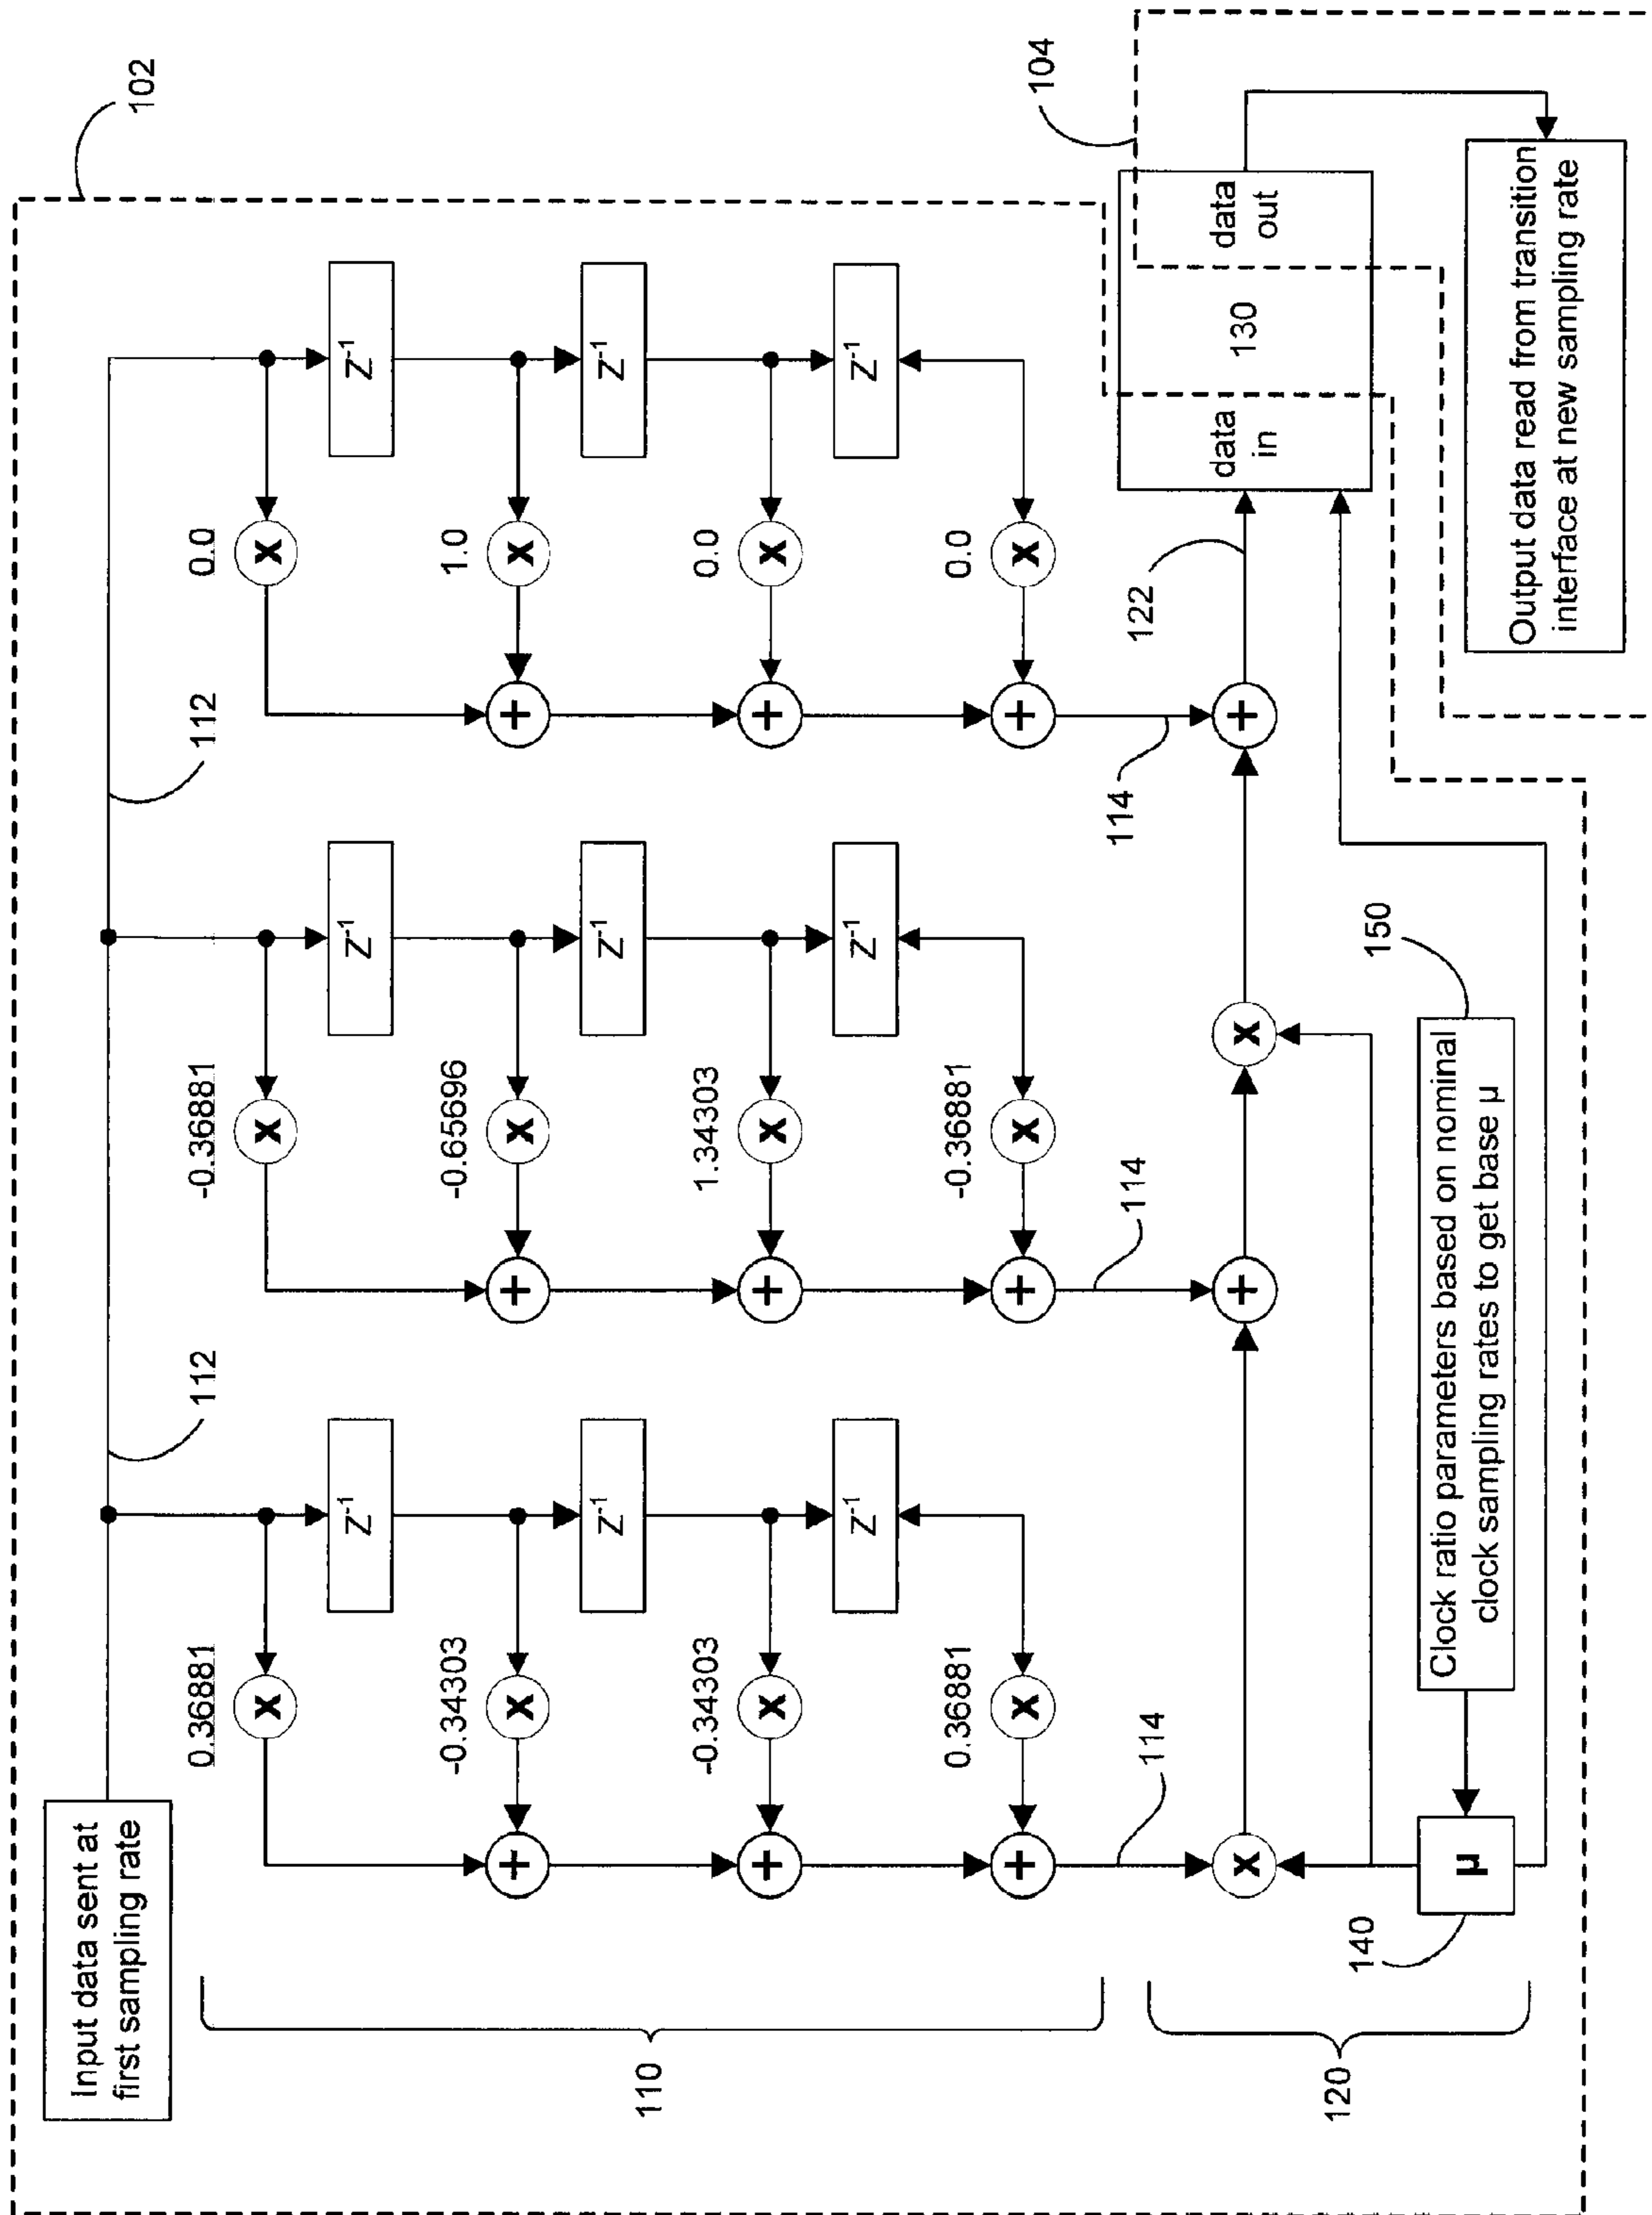 102
Input data sent at
first sampling rate
112
112
0.36881
-0.36881
0.0
Z-1
Z-1
Z-1
-0.34303
-0.65696
1.0
Z-1
Z-1
Z-1
-0.34303
1.34303
0.0
Z-1
Z-1
Z-1
0.36881
-0.36881
0.0
110
114
114
114
122
data
in
130
data
out
104
120
140
μ
150
Clock ratio parameters based on nominal
clock sampling rates to get base μ
Output data read from transition
interface at new sampling rate